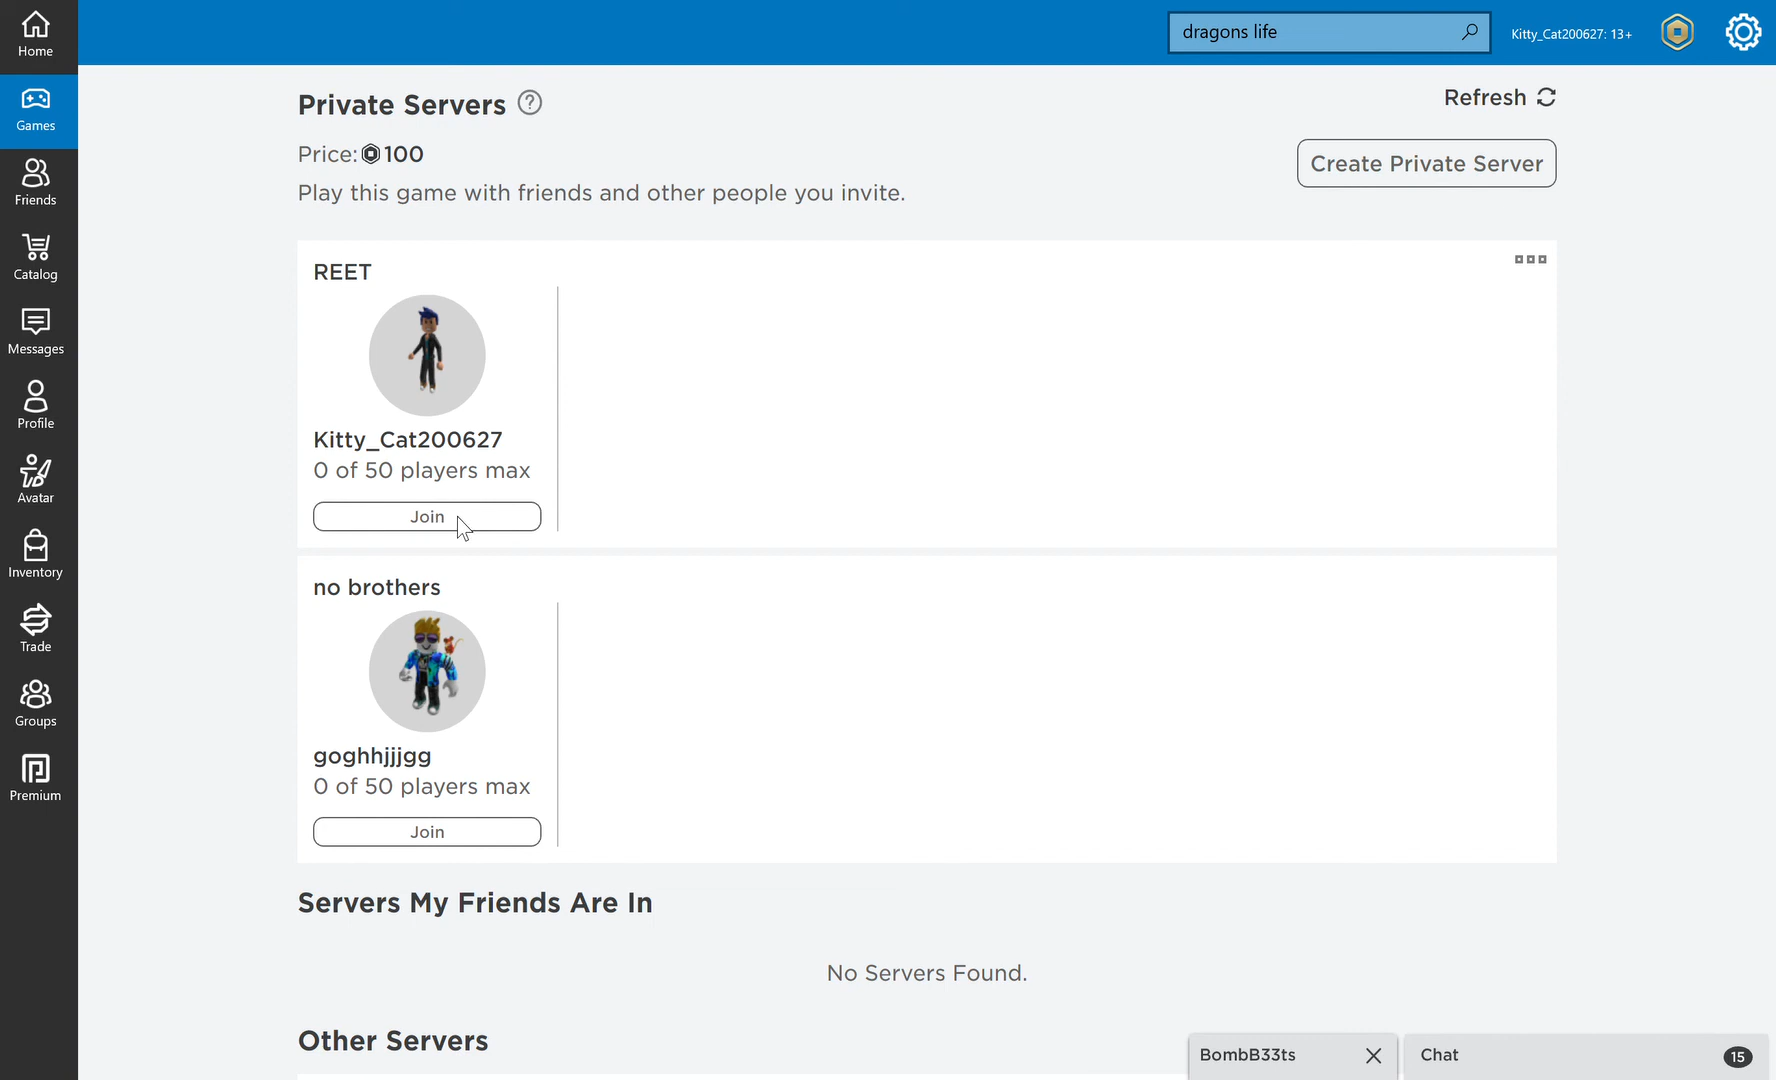 Home
Games
Friends
Catalog
Messages
Profile
Avatar
Inventory
Trade
Groups
Premium
dragons life
Kitty_Cat200627: 13+
Private Servers ?
Refresh
Price: 100
Create Private Server
Play this game with friends and other people you invite.
REET
Kitty_Cat200627
0 of 50 players max
Join
no brothers
goghhjjjgg
0 of 50 players max
Join
Servers My Friends Are In
No Servers Found.
Other Servers
BombB33ts
Chat
15